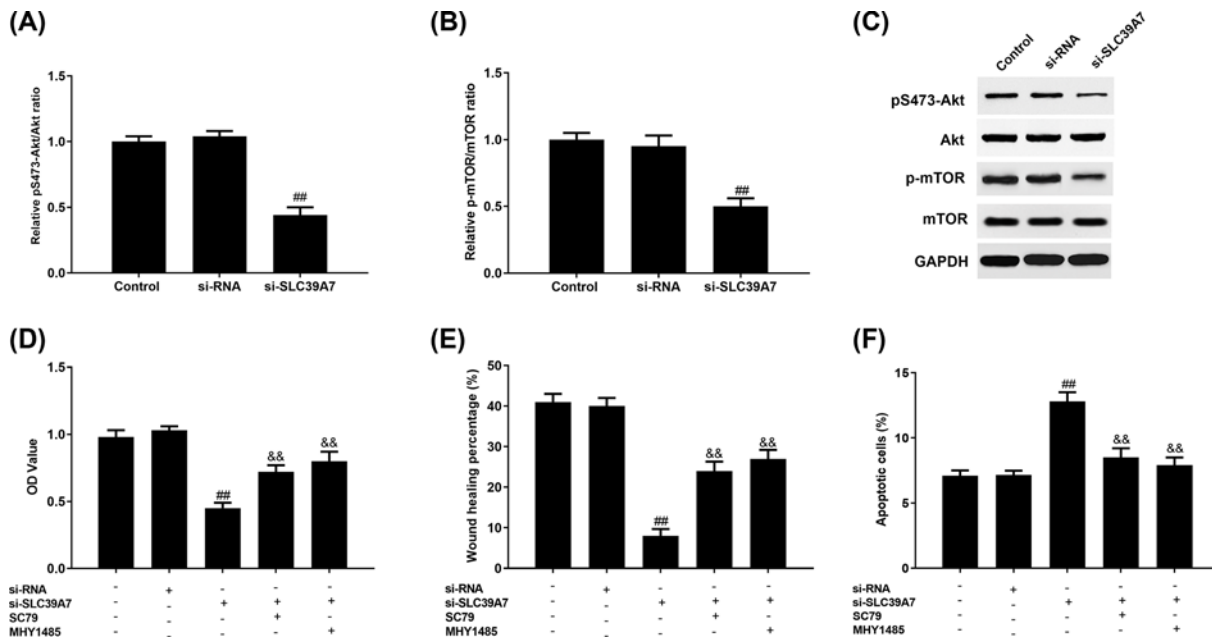 (A)
Relative pS473-Akt/Akt ratio
1.5
1.0
0.5
0.0
##
Control si-RNA si-SLC39A7
(B)
Relative p-mTOR/mTOR ratio
1.5
1.0
0.5
0.0
##
Control si-RNA si-SLC39A7
(C)
Control si-RNA si-SLC39A7
pS473-Akt
Akt
p-mTOR
mTOR
GAPDH
(D)
OD Value
1.5
1.0
0.5
0.0
## && &&
si-RNA - + - - -
si-SLC39A7 - - + + +
SC79 - - - + -
MHY1485 - - - - +
(E)
Wound healing percentage (%)
50
40
30
20
10
0
## && &&
si-RNA - + - - -
si-SLC39A7 - - + + +
SC79 - - - + -
MHY1485 - - - - +
(F)
Apoptotic cells (%)
15
10
5
0
## && &&
si-RNA - + - - -
si-SLC39A7 - - + + +
SC79 - - - + -
MHY1485 - - - - +